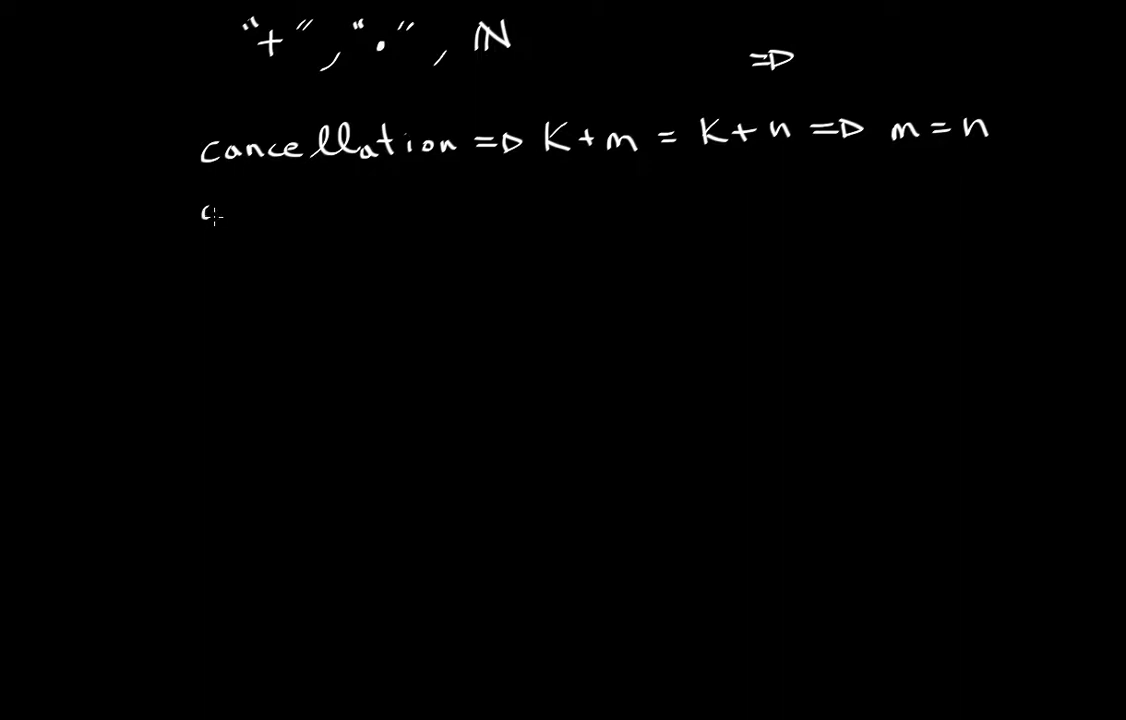 "+", "·", ℕ
⇒
cancellation ⇒ K+m = K+n ⇒ m=n
c